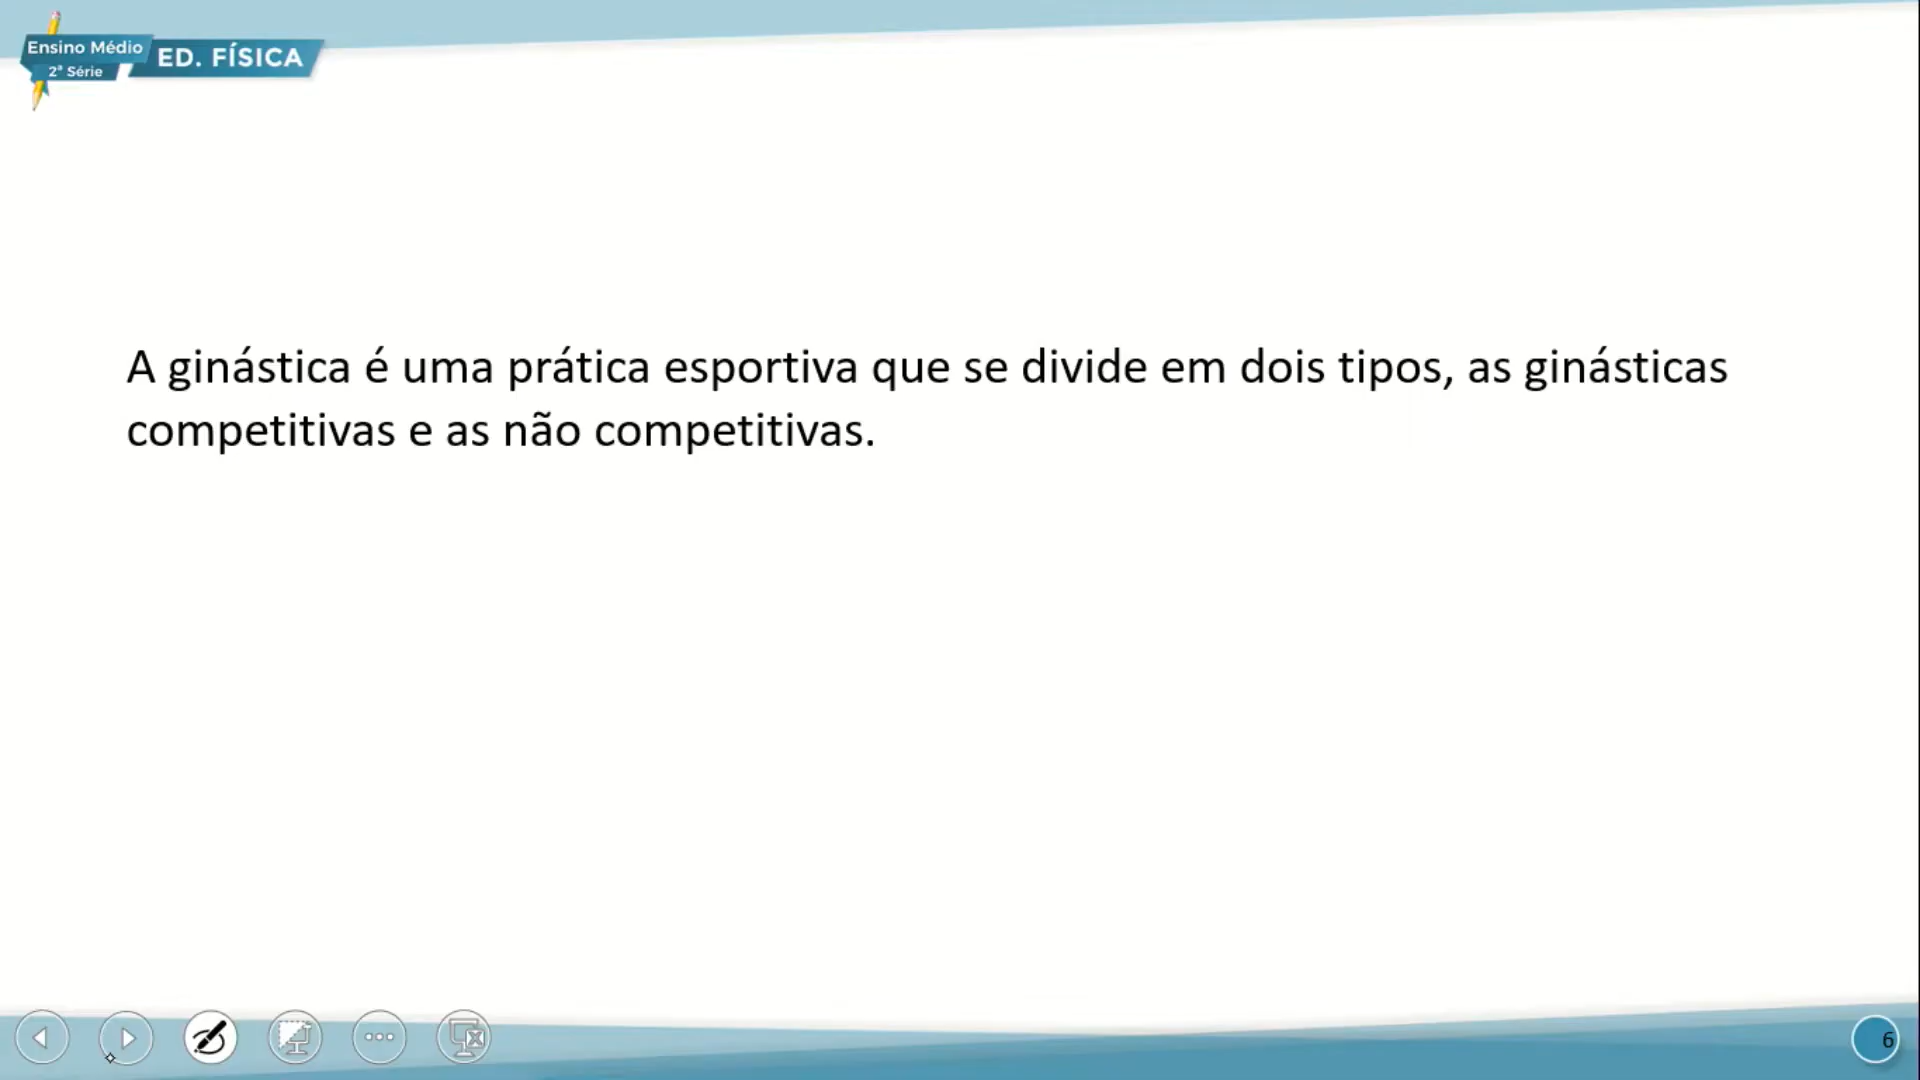 Ensino Médio
2ª Série
ED. FÍSICA
A ginástica é uma prática esportiva que se divide em dois tipos, as ginásticas
competitivas e as não competitivas.
6